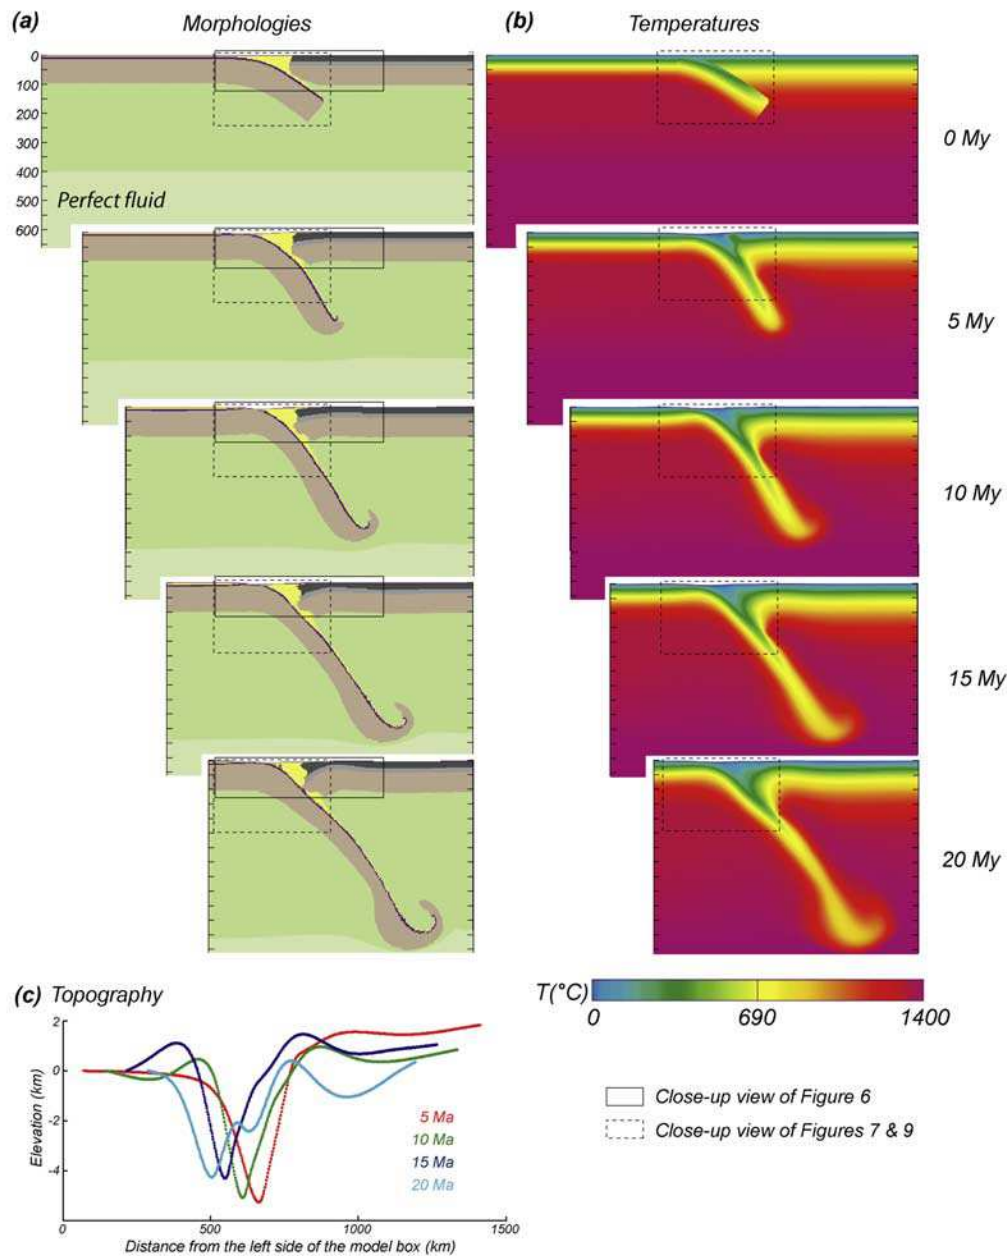 (a) Morphologies
(b) Temperatures
0
100
200
300
400
500
600
Perfect fluid
0 My
5 My
10 My
15 My
20 My
T(°C)
0 690 1400
(c) Topography
Elevation (km)
2
0
-2
-4
5 Ma
10 Ma
15 Ma
20 Ma
0 500 1000 1500
Distance from the left side of the model box (km)
Close-up view of Figure 6
Close-up view of Figures 7 & 9